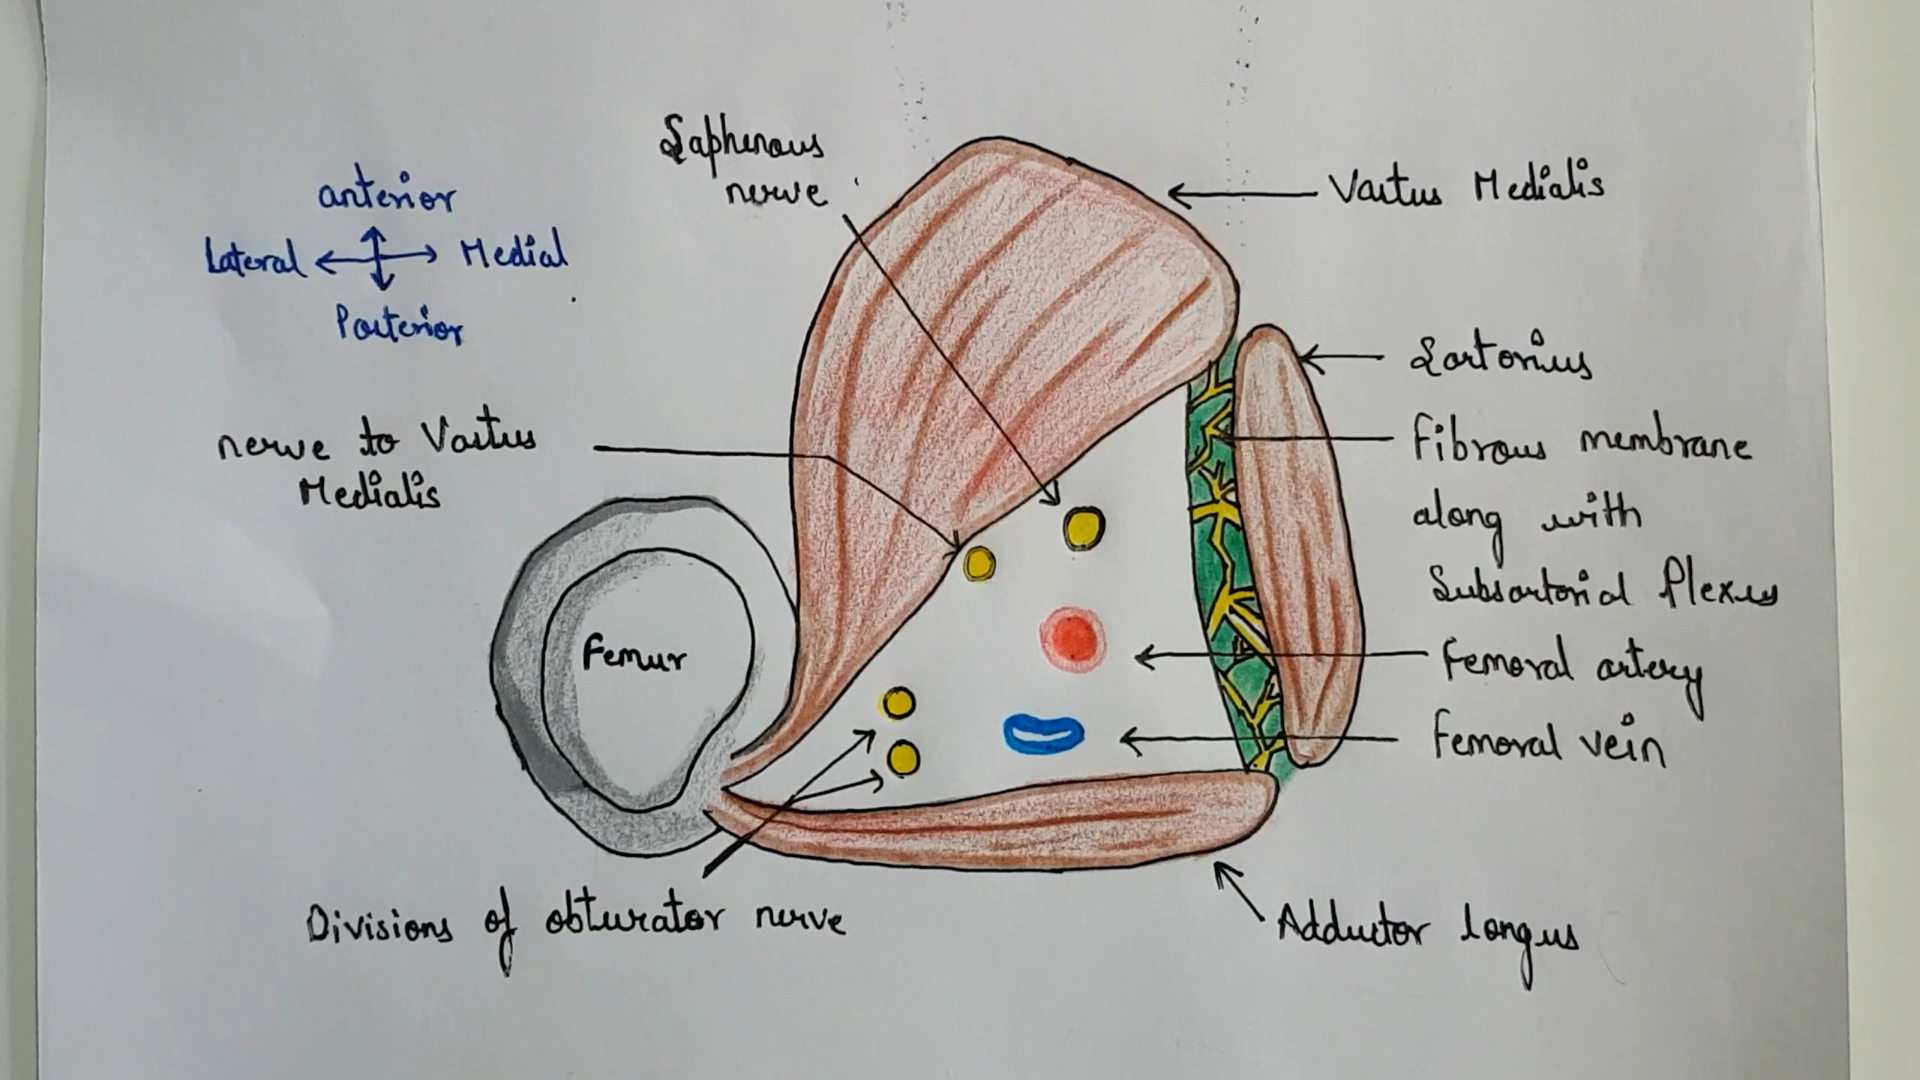 Saphenous
nerve
Vastus Medialis
anterior
Lateral
Medial
Posterior
Sartorius
nerve to Vastus
Medialis
Fibrous membrane
along with
Subsartorial Plexus
Femur
Femoral artery
Femoral vein
Divisions of obturator nerve
Adductor longus